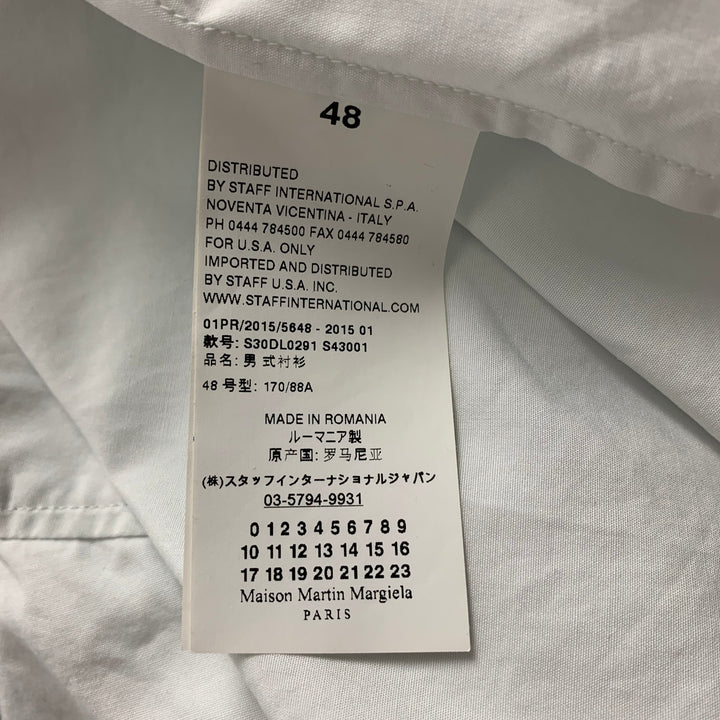 48
DISTRIBUTED
BY STAFF INTERNATIONAL S.P.A.
NOVENTA VICENTINA - ITALY
PH 0444 784500 FAX 0444 784580
FOR U.S.A. ONLY
IMPORTED AND DISTRIBUTED
BY STAFF U.S.A. INC.
WWW.STAFFINTERNATIONAL.COM
01PR/2015/5648 - 2015 01
款号: S30DL0291 S43001
品名: 男 式衬衫
48 号型: 170/88A
MADE IN ROMANIA
ルーマニア製
原产国: 罗马尼亚
(株)スタッフインターナショナルジャパン
03-5794-9931
0 1 2 3 4 5 6 7 8 9
10 11 12 13 14 15 16
17 18 19 20 21 22 23
Maison Martin Margiela
PARIS